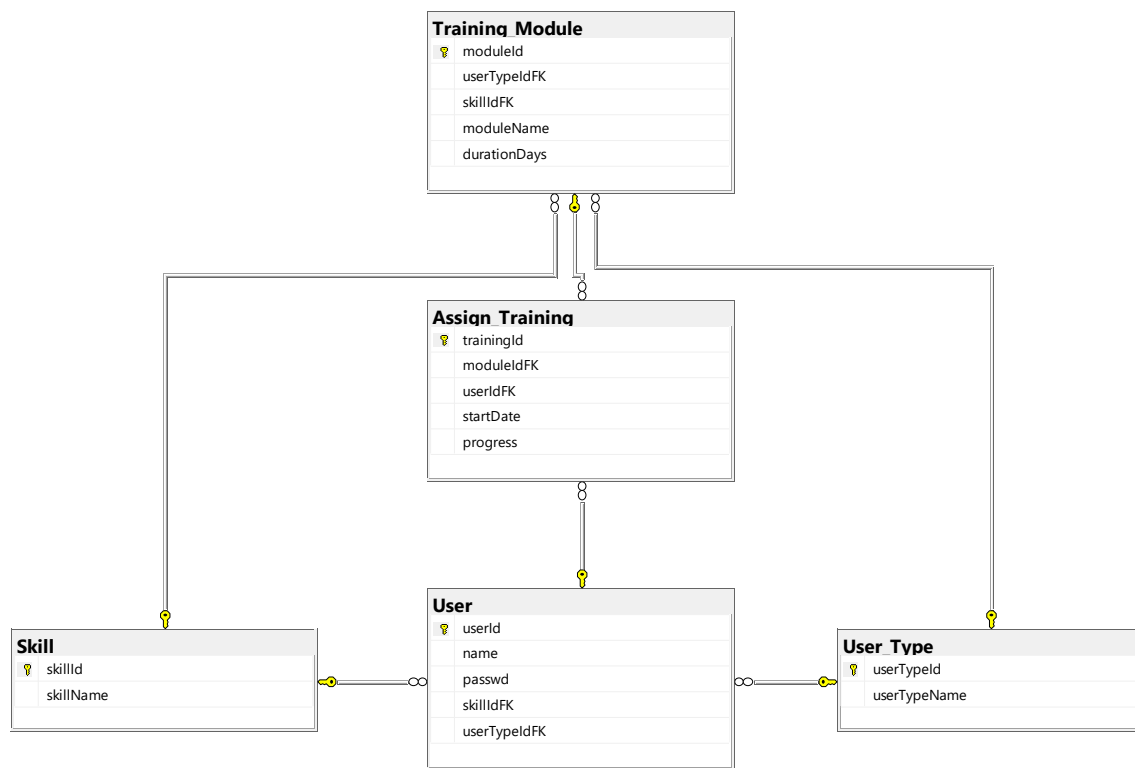 Training_Module
moduleId
userTypeIdFK
skillIdFK
moduleName
durationDays
Assign_Training
trainingId
moduleIdFK
userIdFK
startDate
progress
User
userId
name
passwd
skillIdFK
userTypeIdFK
Skill
skillId
skillName
User_Type
userTypeId
userTypeName